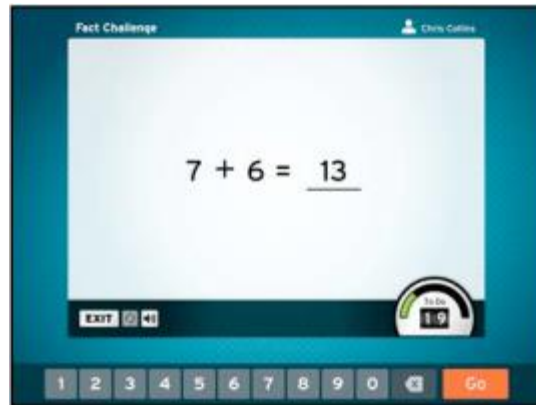 Fact Challenge
Chris Collins
7 + 6 = 13
To Do
19
EXIT
1 2 3 4 5 6 7 8 9 0 Go